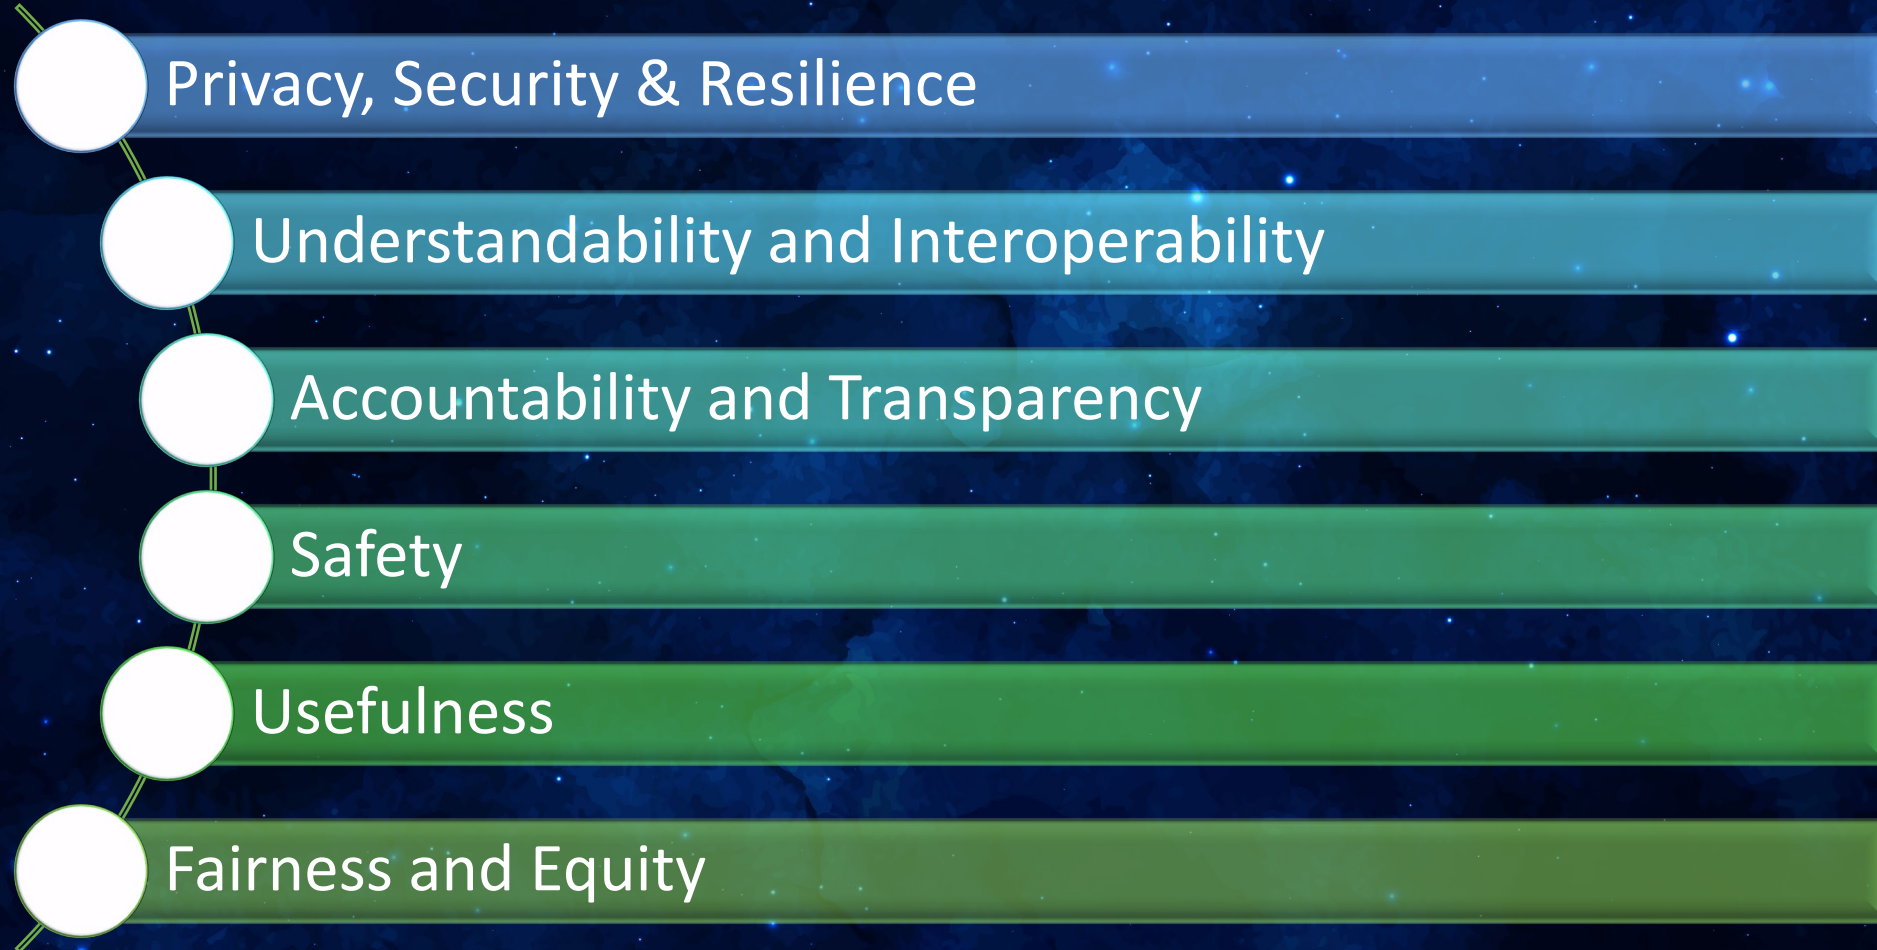 Privacy, Security & Resilience
Understandability and Interoperability
Accountability and Transparency
Safety
Usefulness
Fairness and Equity